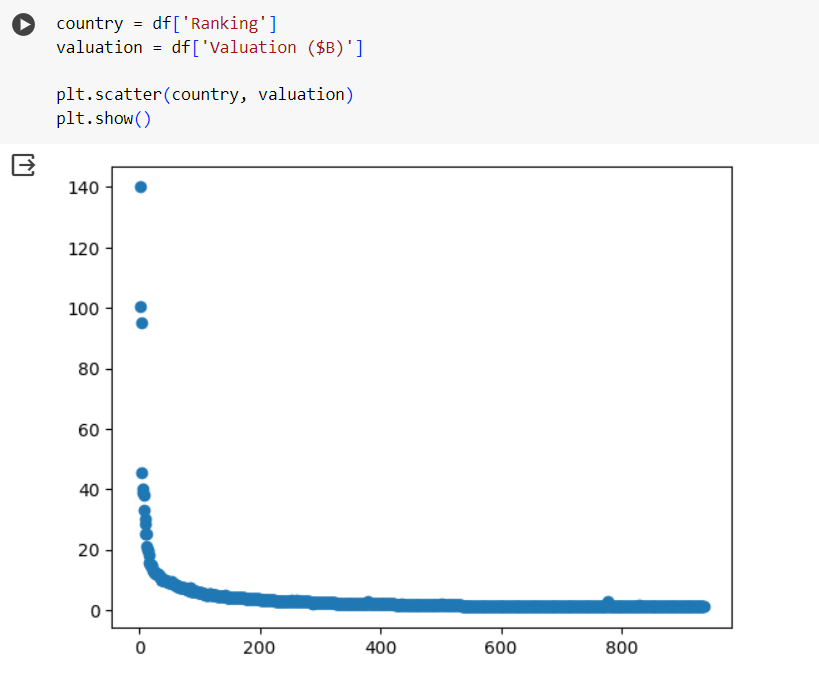 country = df['Ranking']
valuation = df['Valuation ($B)']
plt.scatter(country, valuation)
plt.show()
140
120
100
80
60
40
20
0
0 200 400 600 800